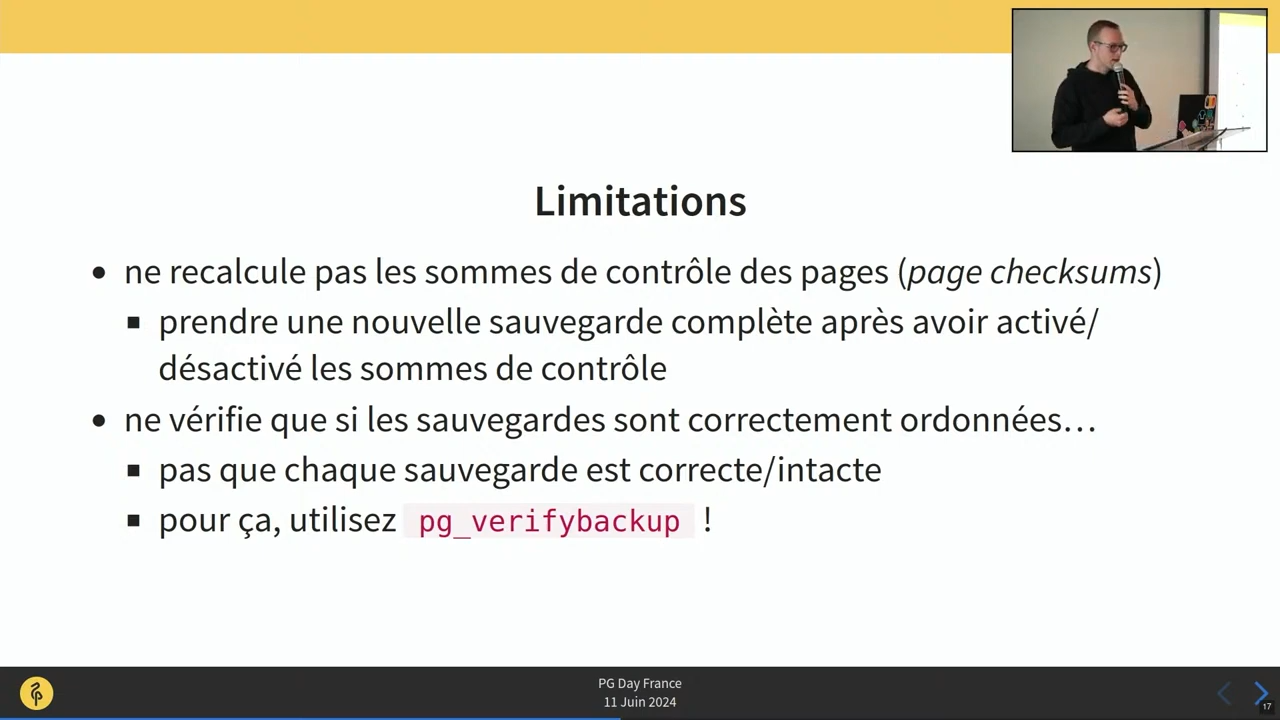 Limitations
• ne recalcule pas les sommes de contrôle des pages (page checksums)
▪ prendre une nouvelle sauvegarde complète après avoir activé/
désactivé les sommes de contrôle
• ne vérifie que si les sauvegardes sont correctement ordonnées…
▪ pas que chaque sauvegarde est correcte/intacte
▪ pour ça, utilisez pg_verifybackup !
PG Day France
11 Juin 2024
17